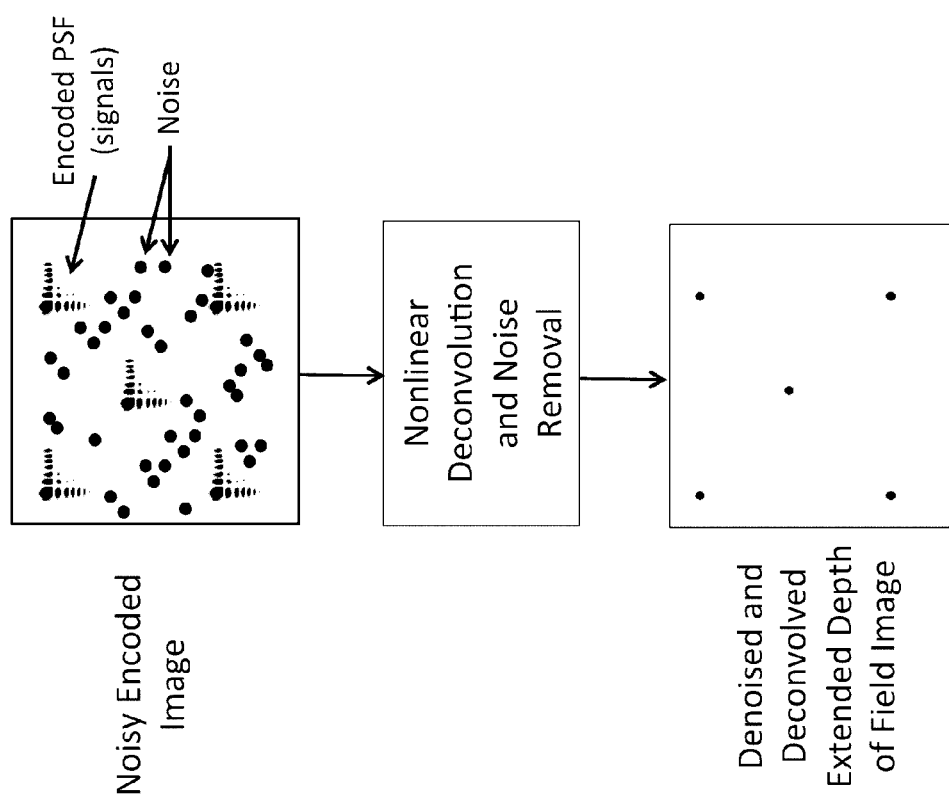 Noisy Encoded
Image
Encoded PSF
(signals)
Noise
Nonlinear
Deconvolution
and Noise
Removal
Denoised and
Deconvolved
Extended Depth
of Field Image